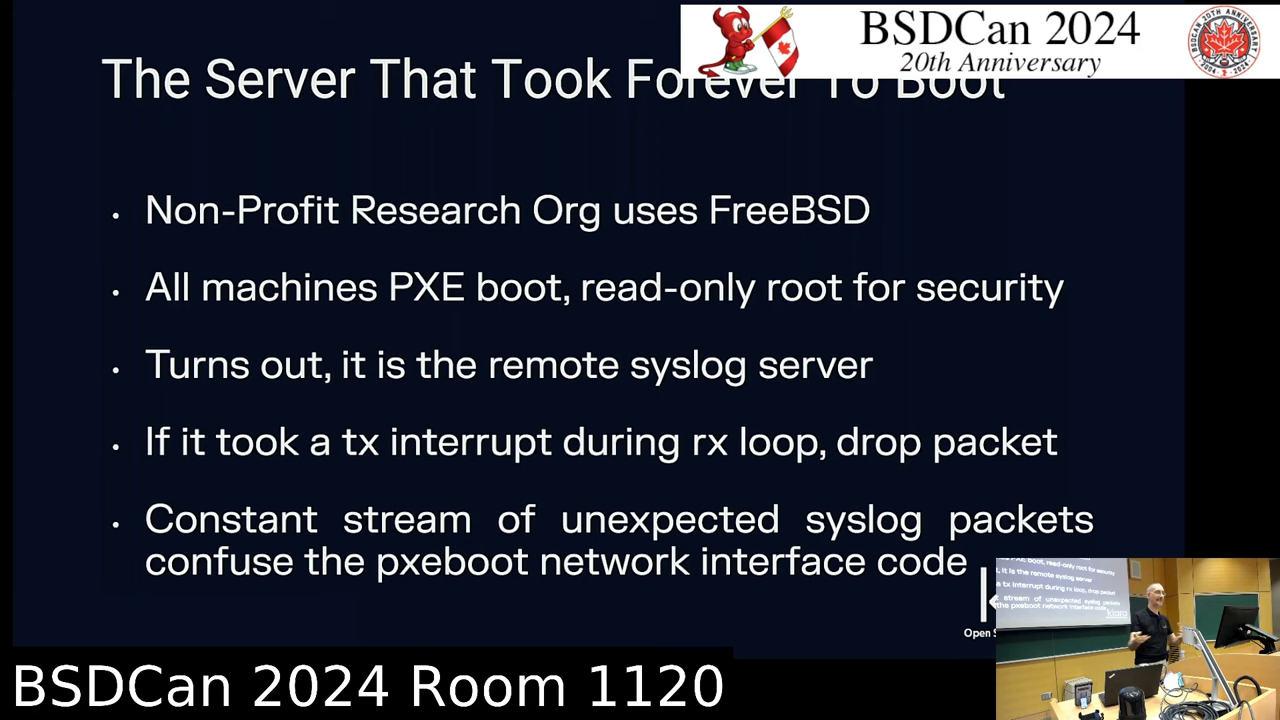 BSDCan 2024
20th Anniversary
The Server That Took Forever To Boot
• Non-Profit Research Org uses FreeBSD
• All machines PXE boot, read-only root for security
• Turns out, it is the remote syslog server
• If it took a tx interrupt during rx loop, drop packet
• Constant stream of unexpected syslog packets
confuse the pxeboot network interface code
Open S
BSDCan 2024 Room 1120